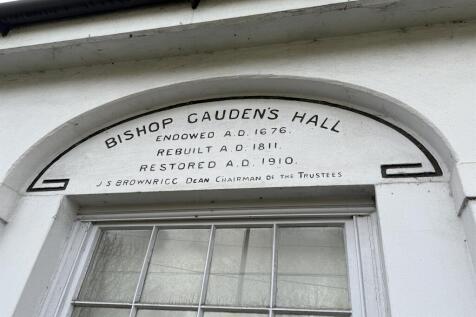 BISHOP GAUDEN'S HALL
ENDOWED A.D. 1676.
REBUILT A.D. 1811.
RESTORED A.D. 1910.
J S BROWNRIGG DEAN CHAIRMAN OF THE TRUSTEES